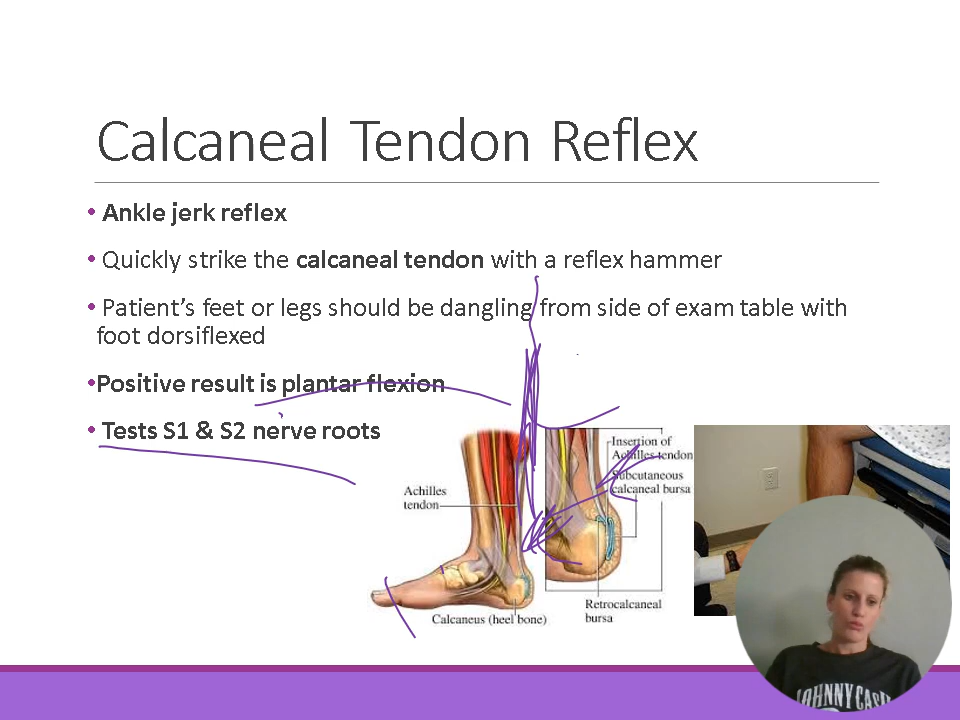 Calcaneal Tendon Reflex
• Ankle jerk reflex
• Quickly strike the calcaneal tendon with a reflex hammer
• Patient's feet or legs should be dangling from side of exam table with
foot dorsiflexed
•Positive result is plantar flexion
• Tests S1 & S2 nerve roots
Achilles
tendon
Calcaneus (heel bone)
Insertion of
Achilles tendon
Subcutaneous
calcaneal bursa
Retrocalcaneal
bursa
JOHNNY CASH